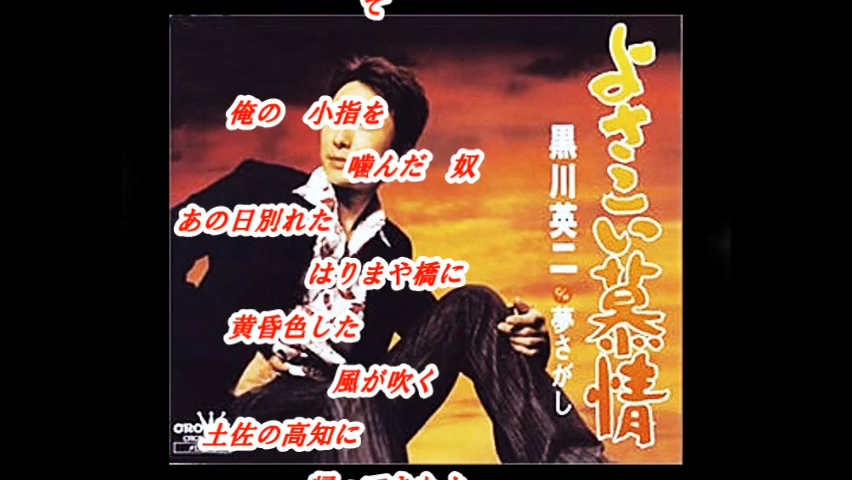 て
俺の　小指を
噛んだ　奴
あの日別れた
はりまや橋に
黄昏色した
風が吹く
土佐の高知に
よさこい慕情
黒川英二
夢さがし